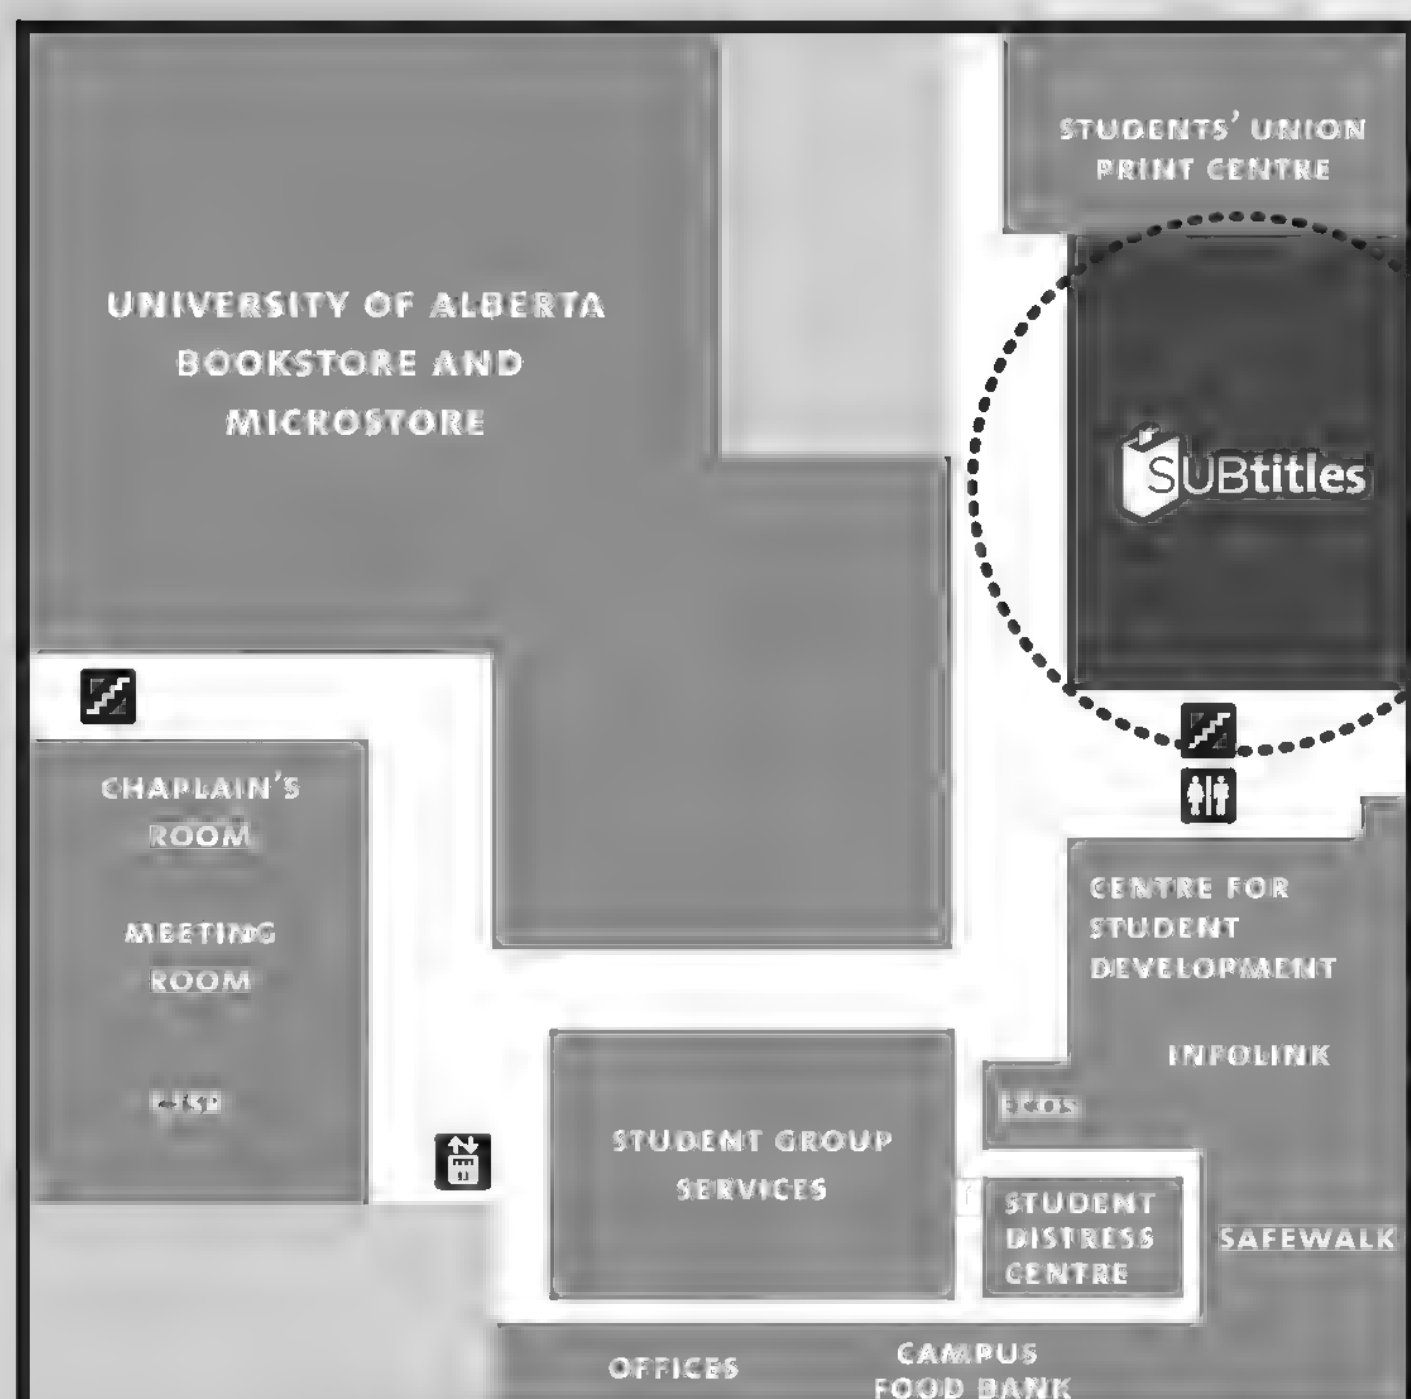 STUDENTS' UNION
PRINT CENTRE
UNIVERSITY OF ALBERTA
BOOKSTORE AND
MICROSTORE
SUBtitles
CHAPLAIN'S
ROOM
MEETING
ROOM
CENTRE FOR
STUDENT
DEVELOPMENT
INFOLINK
STUDENT GROUP
SERVICES
STUDENT
DISTRESS
CENTRE
SAFEWALK
OFFICES
CAMPUS
FOOD BANK